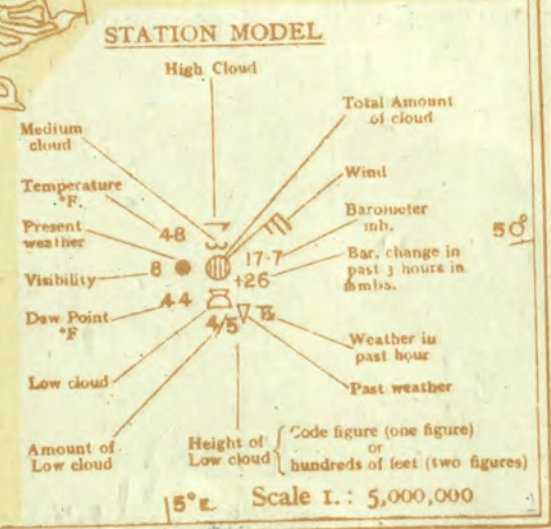 STATION MODEL
High Cloud
Total Amount
of cloud
Medium
cloud
Wind
Temperature
°F.
Barometer
mb.
Present
weather
48
17·7
50°
Bar. change in
past 3 hours in
mbs.
Visibility
8
+26
Dew Point
°F
44
4/5
Weather in
past hour
Low cloud
Past weather
Amount of
Low cloud
Height of
Low cloud
Code figure (one figure)
or
hundreds of feet (two figures)
5° E.
Scale 1.: 5,000,000